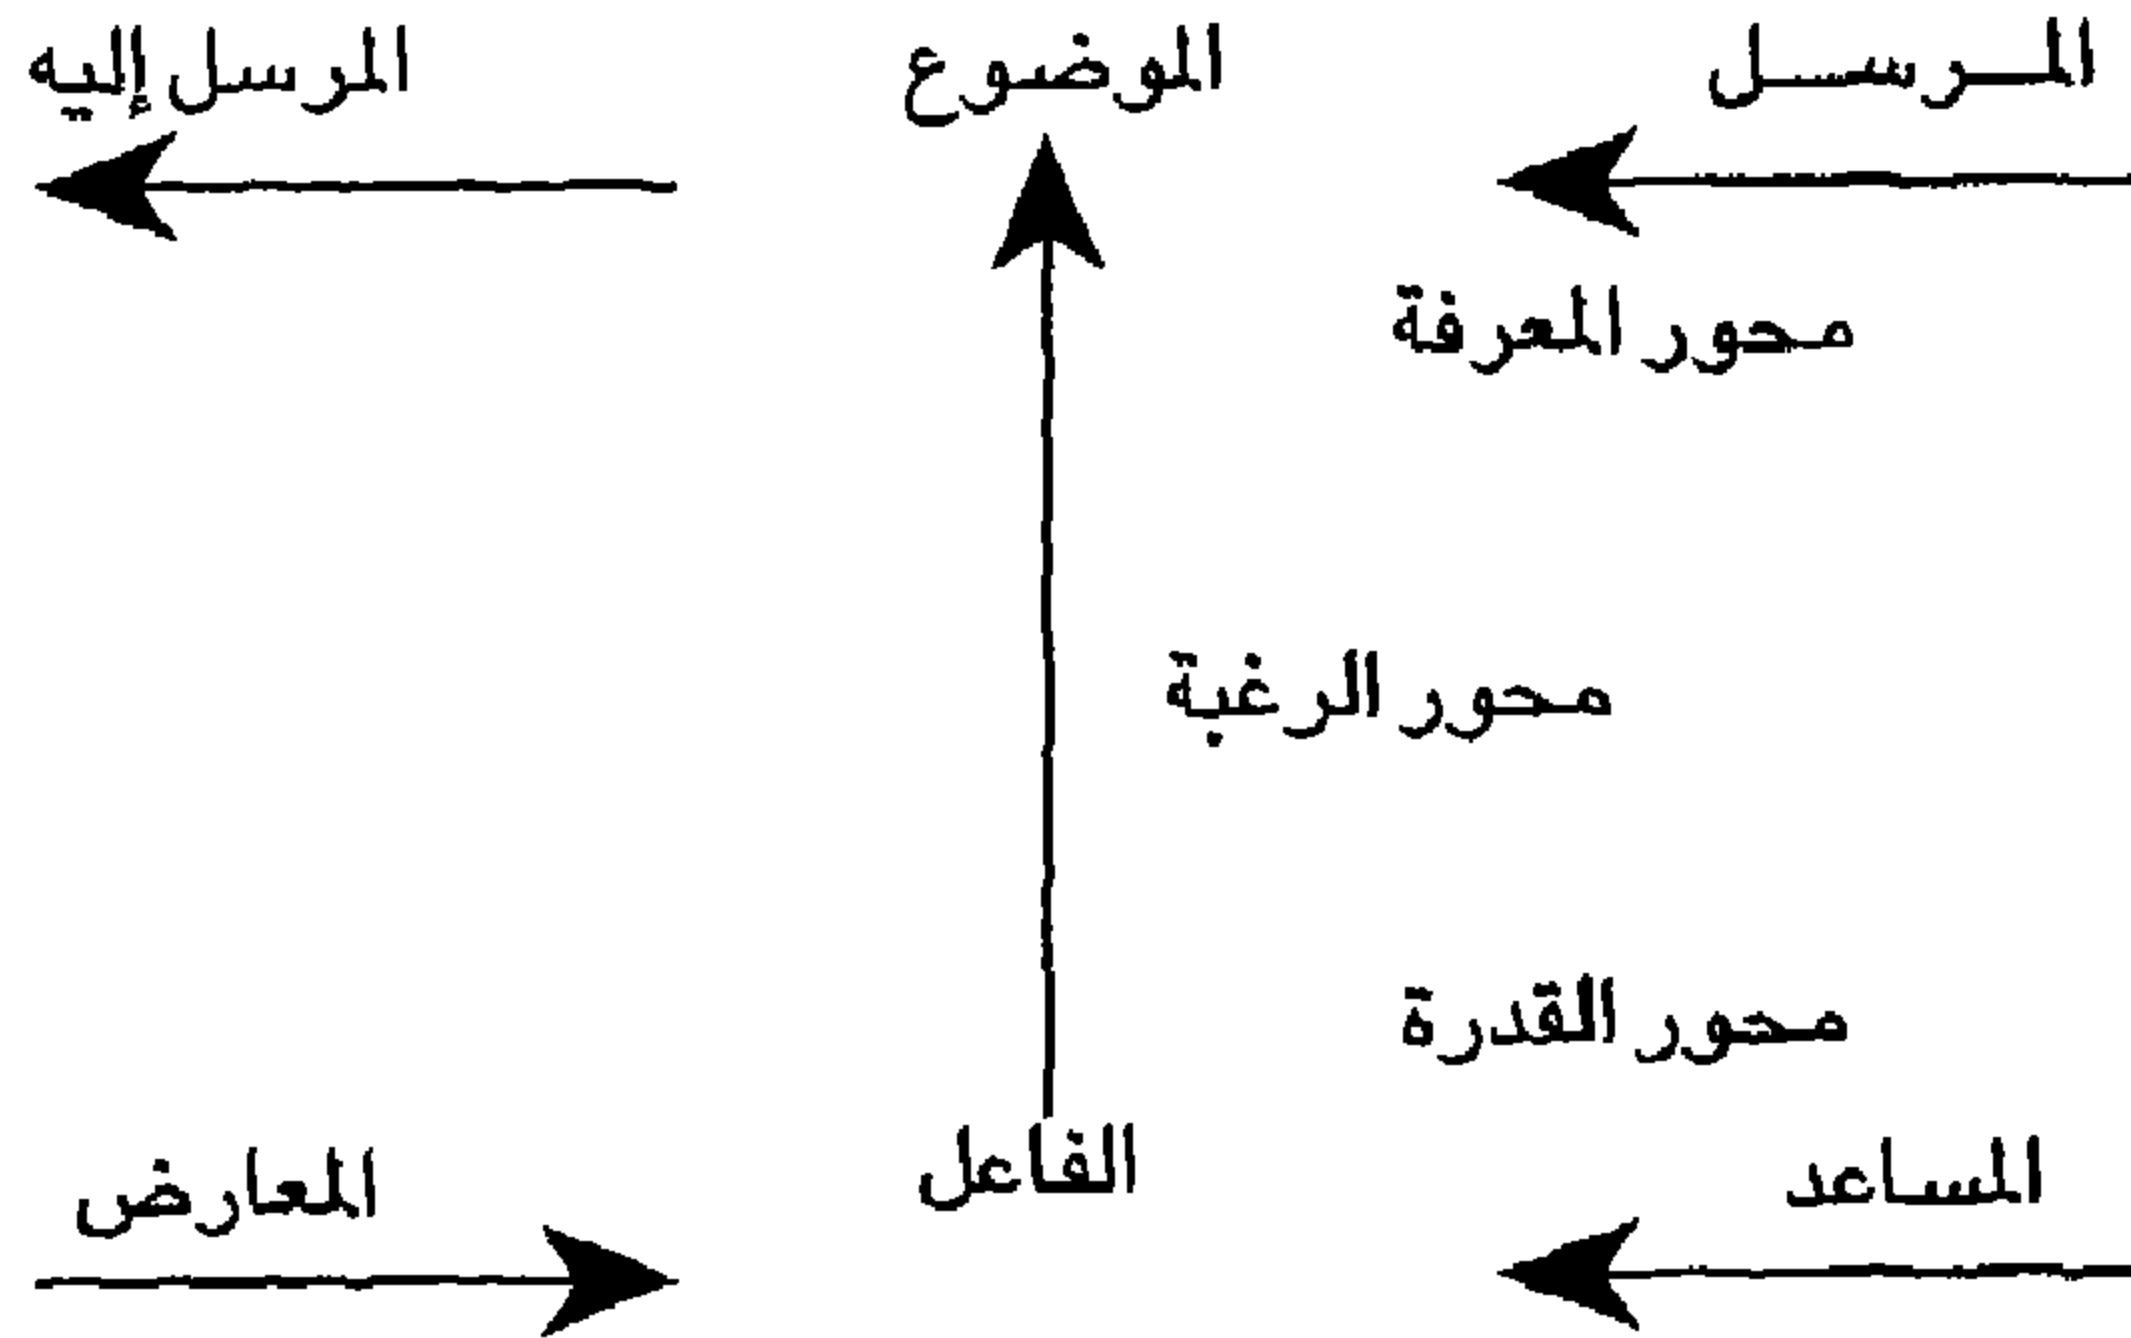 المرسل الموضوع المرسل إليه
محور المعرفة
محور الرغبة
محور القدرة
المساعد الفاعل المعارض